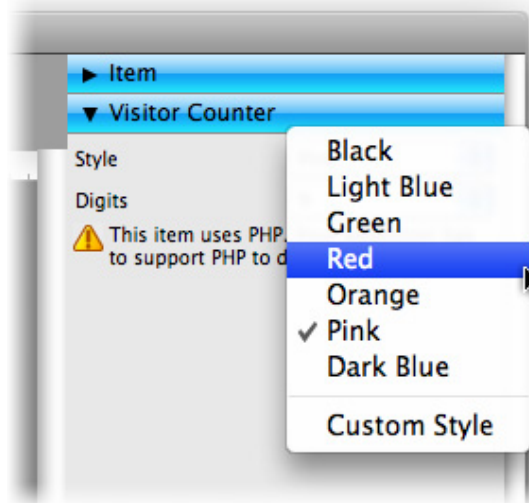 Item
Visitor Counter
Style
Digits
This item uses PHP.
to support PHP to d
Black
Light Blue
Green
Red
Orange
Pink
Dark Blue
Custom Style